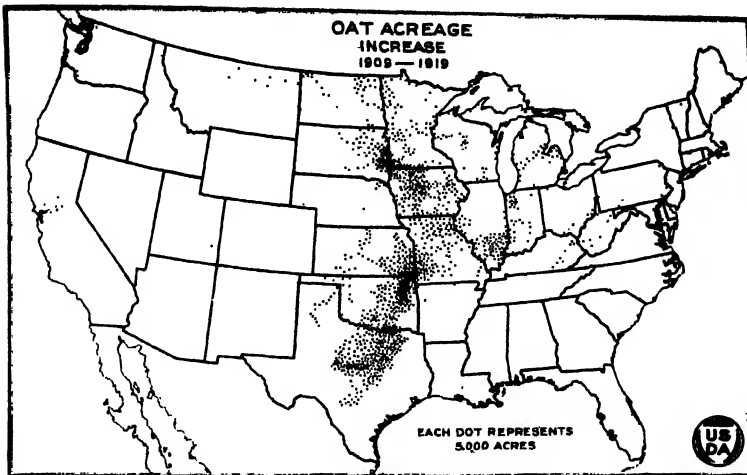 OAT ACREAGE
INCREASE
1909 — 1919
EACH DOT REPRESENTS
5,000 ACRES
US
DA